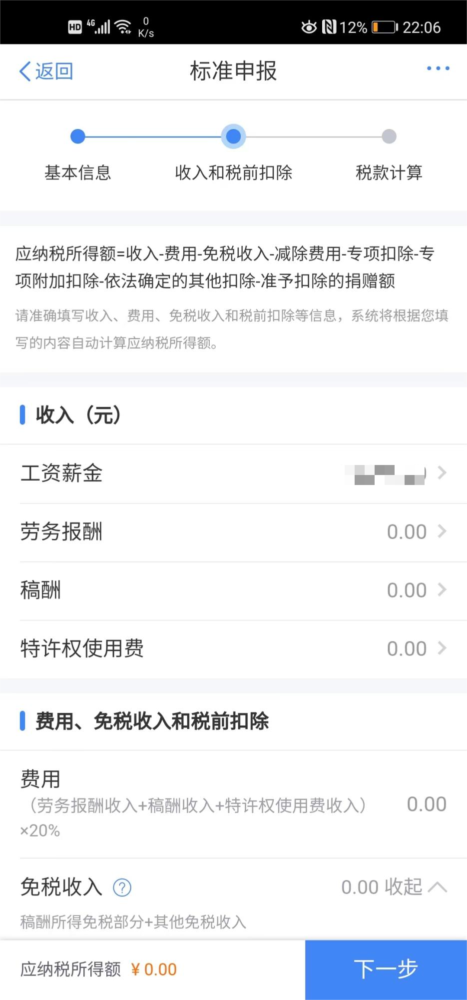 HD 4G 0 K/s 12% 22:06
返回 标准申报 ...
基本信息 收入和税前扣除 税款计算
应纳税所得额=收入-费用-免税收入-减除费用-专项扣除-专
项附加扣除-依法确定的其他扣除-准予扣除的捐赠额
请准确填写收入、费用、免税收入和税前扣除等信息，系统将根据您填
写的内容自动计算应纳税所得额。
收入（元）
工资薪金
劳务报酬 0.00
稿酬 0.00
特许权使用费 0.00
费用、免税收入和税前扣除
费用
（劳务报酬收入+稿酬收入+特许权使用费收入） 0.00
×20%
免税收入 ? 0.00 收起
稿酬所得免税部分+其他免税收入
应纳税所得额 ¥ 0.00 下一步